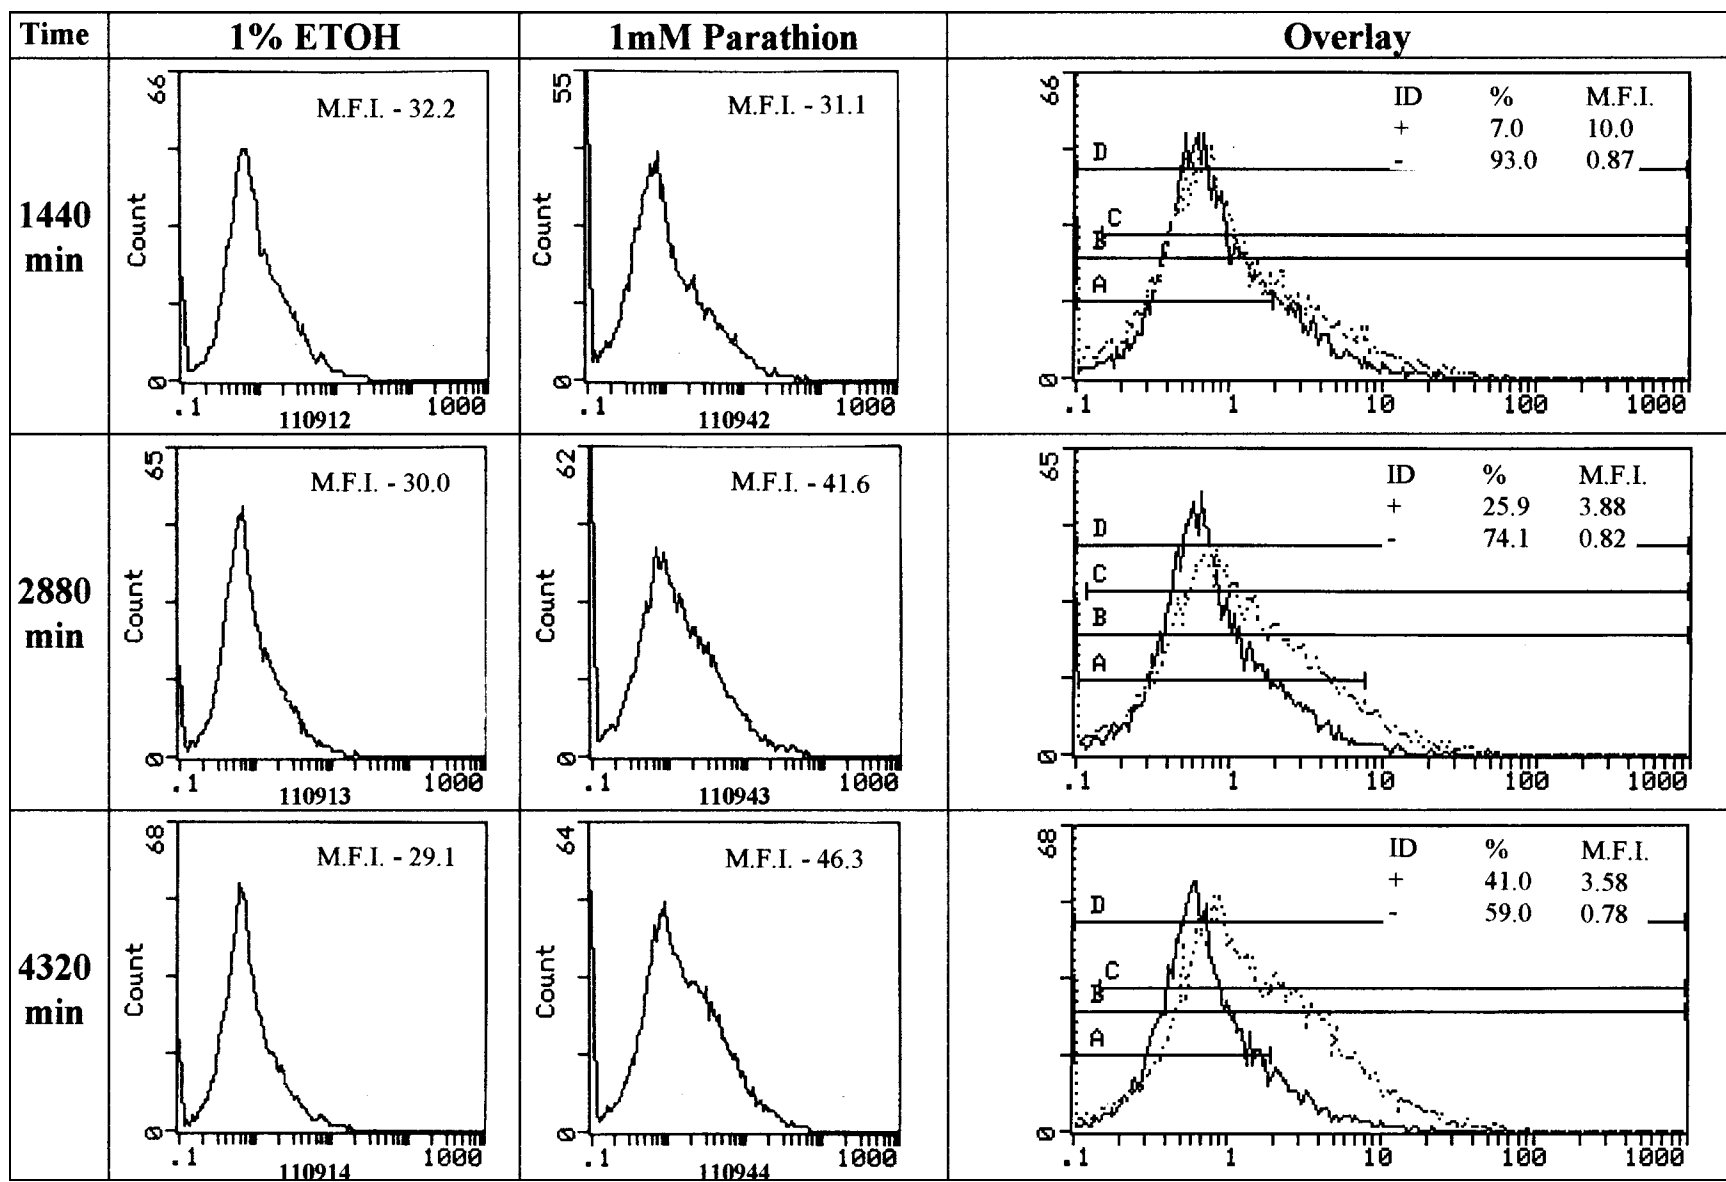 Time 1% ETOH 1mM Parathion Overlay
1440 min
66
Count
0
M.F.I. - 32.2
.1 1000
110912
55
Count
0
M.F.I. - 31.1
.1 1000
110942
66
0
ID % M.F.I.
+ 7.0 10.0
- 93.0 0.87
D
C
B
A
.1 1 10 100 1000
2880 min
65
Count
0
M.F.I. - 30.0
.1 1000
110913
62
Count
0
M.F.I. - 41.6
.1 1000
110943
65
0
ID % M.F.I.
+ 25.9 3.88
- 74.1 0.82
D
C
B
A
.1 1 10 100 1000
4320 min
68
Count
0
M.F.I. - 29.1
.1 1000
110914
64
Count
0
M.F.I. - 46.3
.1 1000
110944
68
0
ID % M.F.I.
+ 41.0 3.58
- 59.0 0.78
D
C
B
A
.1 1 10 100 1000